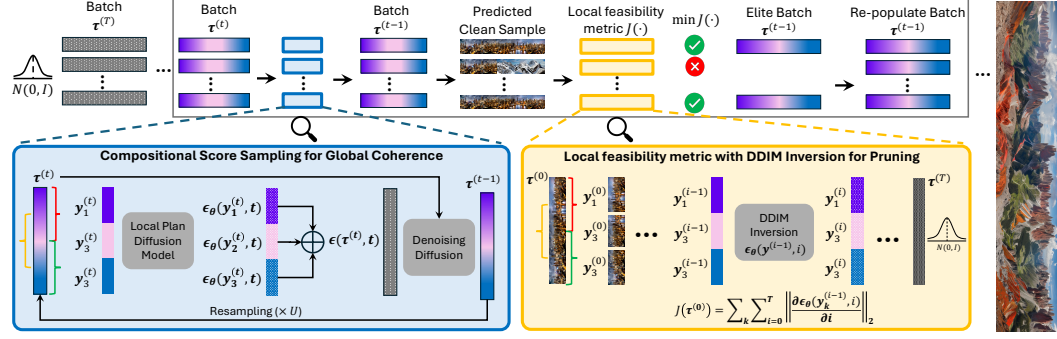 Batch
τ^(T)
N(0, I)
...
Batch
τ^(t)
Batch
τ^(t−1)
Predicted
Clean Sample
Local feasibility
metric J(·)
min J(·)
Elite Batch
τ^(t−1)
Re-populate Batch
τ^(t−1)
...
Compositional Score Sampling for Global Coherence
τ^(t)
y_1^(t)
y_3^(t)
y_3^(t)
Local Plan
Diffusion
Model
ϵ_θ(y_1^(t), t)
ϵ_θ(y_2^(t), t)
ϵ_θ(y_3^(t), t)
ϵ(τ^(t), t)
Denoising
Diffusion
τ^(t−1)
Resampling (× U)
Local feasibility metric with DDIM Inversion for Pruning
τ^(0)
y_1^(0)
y_3^(0)
y_3^(0)
...
y_1^(i−1)
y_3^(i−1)
y_3^(i−1)
DDIM
Inversion
ϵ_θ(y^(i−1), i)
y_1^(i)
y_3^(i)
y_3^(i)
...
τ^(T)
N(0, I)
J(τ^(0)) = ∑_k ∑_{i=0}^T ‖∂ϵ_θ(y_k^(i−1), i) / ∂i‖_2